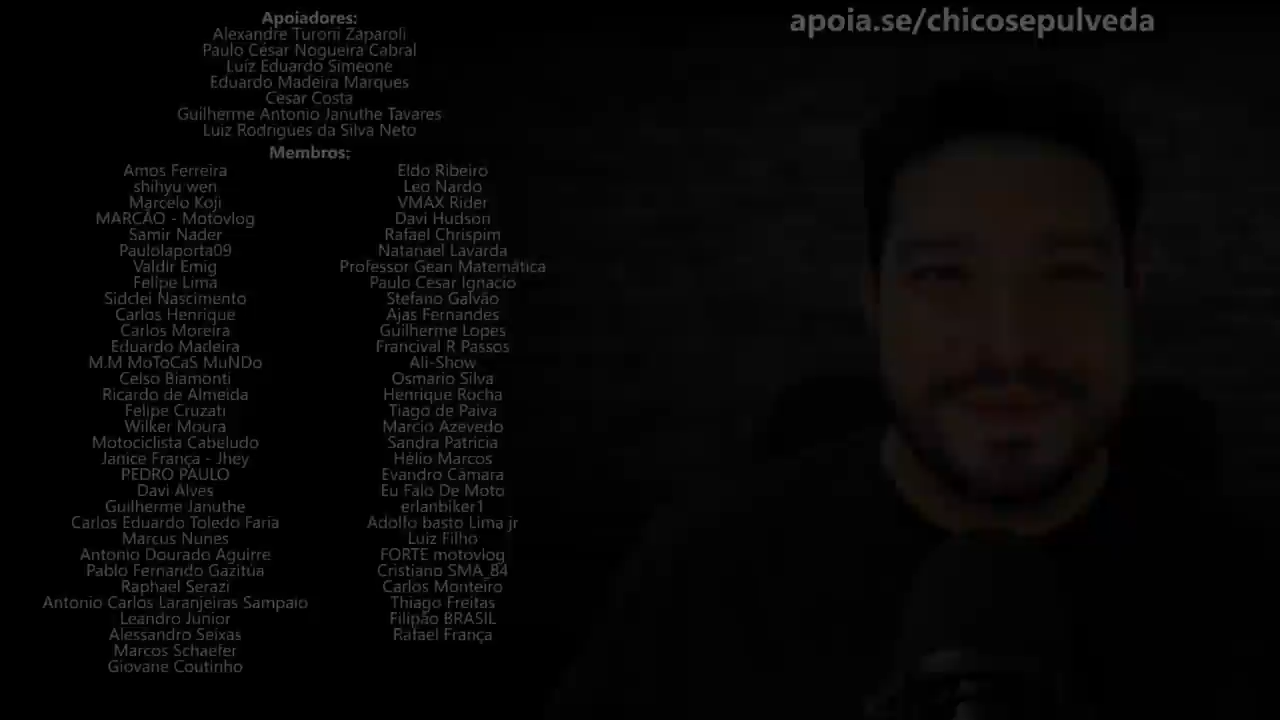 Apoiadores:
Alexandre Turoni Zaparoli
Paulo César Nogueira Cabral
Luíz Eduardo Simeone
Eduardo Madeira Marques
Cesar Costa
Guilherme Antonio Januthe Tavares
Luiz Rodrigues da Silva Neto
Membros:
Amos Ferreira
shihyu wen
Marcelo Koji
MARCÃO - Motovlog
Samir Nader
Paulolaporta09
Valdir Emig
Fellpe Lima
Sidclei Nascimento
Carlos Henrique
Carlos Moreira
Eduardo Madeira
M.M MoToCaS MuNDo
Celso Biamonti
Ricardo de Almeida
Felipe Cruzati
Wilker Moura
Motociclista Cabeludo
Janice França - Jhey
PEDRO PAULO
Davi Alves
Guilherme Januthe
Carlos Eduardo Toledo Faria
Marcus Nunes
Antonio Dourado Aguirre
Pablo Fernando Gazitúa
Raphael Serazi
Antonio Carlos Laranjeiras Sampaio
Leandro Junior
Alessandro Seixas
Marcos Schaefer
Giovane Coutinho
Eldo Ribeiro
Leo Nardo
VMAX Rider
Davi Hudson
Rafael Chrispim
Natanael Lavarda
Professor Gean Matemática
Paulo Cesar Ignacio
Stefano Galvão
Ajas Fernandes
Guilherme Lopes
Francival R Passos
Ali-Show
Osmario Silva
Henrique Rocha
Tiago de Paiva
Marcio Azevedo
Sandra Patricia
Hélio Marcos
Evandro Câmara
Eu Falo De Moto
erlanbiker1
Adolfo basto Lima jr
Luiz Filho
FORTE motovlog
Cristiano SMA_84
Carlos Monteiro
Thiago Freitas
Filipão BRASIL
Rafael França
apoia.se/chicosepulveda